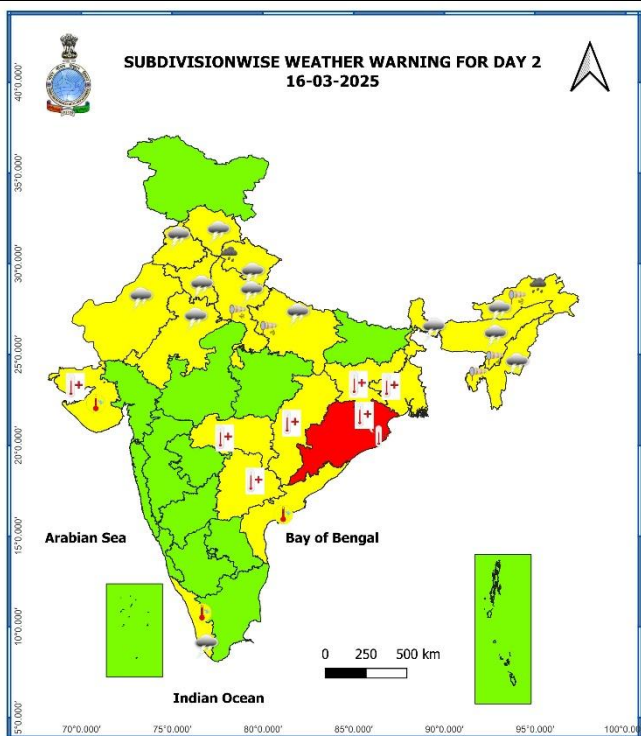 SUBDIVISIONWISE WEATHER WARNING FOR DAY 2
16-03-2025
40°0.000'
35°0.000'
30°0.000'
25°0.000'
20°0.000'
15°0.000'
10°0.000'
5°0.000'
Arabian Sea
Bay of Bengal
0 250 500 km
Indian Ocean
70°0.000' 75°0.000' 80°0.000' 85°0.000' 90°0.000' 95°0.000' 100°0.00